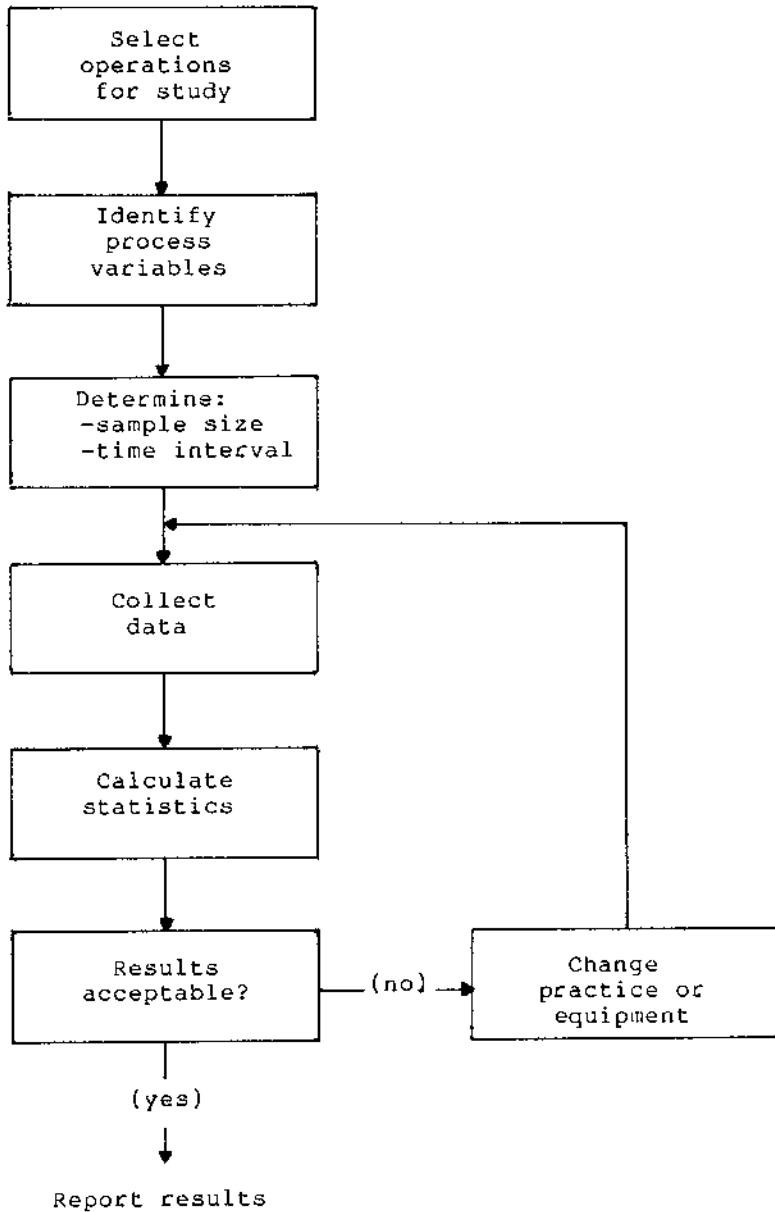 Select
operations
for study
Identify
process
variables
Determine:
-sample size
-time interval
Collect
data
Calculate
statistics
Results
acceptable?
(no)
Change
practice or
equipment
(yes)
Report results